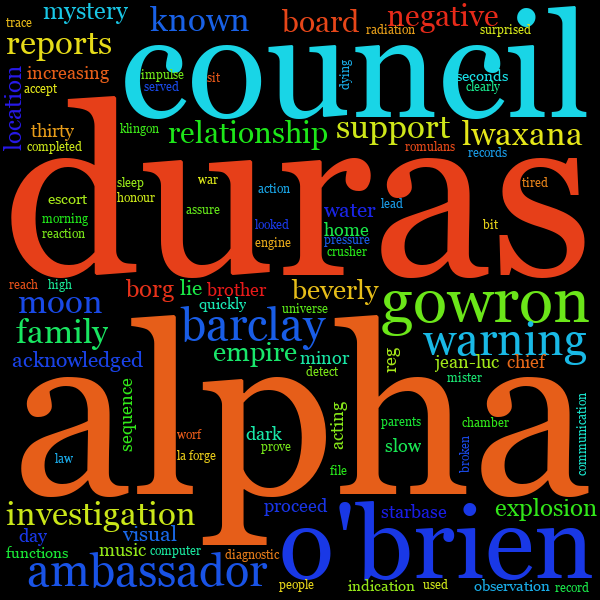 trace
mystery
known
board
negative
radiation
surprised
council
reports
increasing
accept
impulse
served
sit
dying
seconds
clearly
location
thirty
completed
klingon
relationship
support
lwaxana
romulans
records
duras
escort
morning
reaction
sleep
honour
war
assure
action
looked
engine
water
home
pressure
crusher
lead
tired
bit
reach
high
borg
lie
brother
quickly
universe
beverly
gowron
moon
family
acknowledged
barclay
empire
minor
detect
warning
reg
jean-luc
chief
mister
alpha
sequence
worf
la forge
law
dark
prove
acting
file
parents
slow
chamber
broken
communication
investigation
day
functions
visual
music
computer
proceed
starbase
explosion
o'brien
ambassador
diagnostic
people
indication
used
observation
record